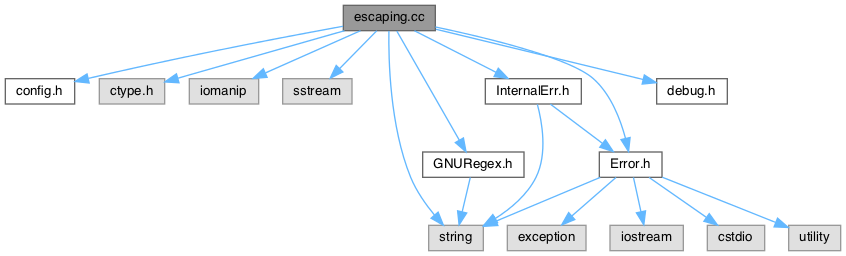 escaping.cc
config.h
ctype.h
iomanip
sstream
InternalErr.h
debug.h
GNURegex.h
Error.h
string
exception
iostream
cstdio
utility